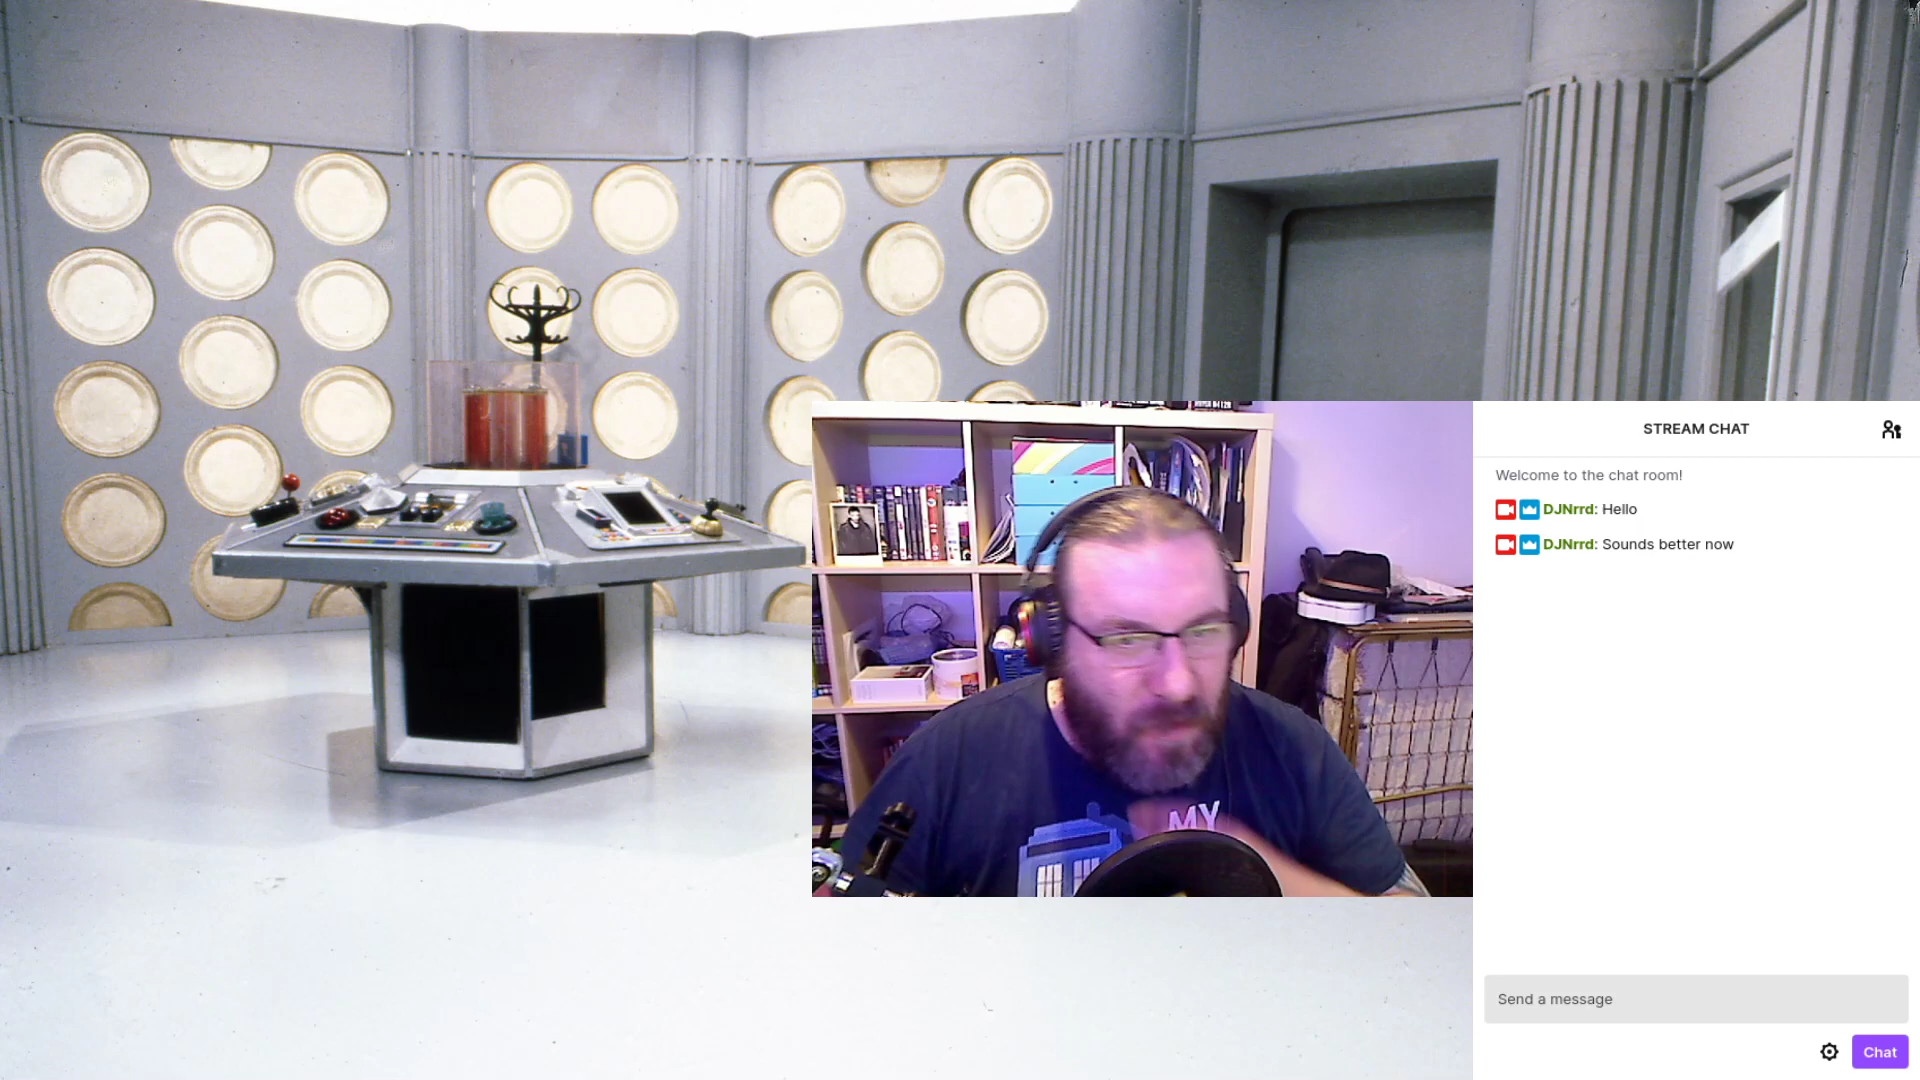 STREAM CHAT
Welcome to the chat room!
DJNrrd: Hello
DJNrrd: Sounds better now
MY
Send a message
Chat